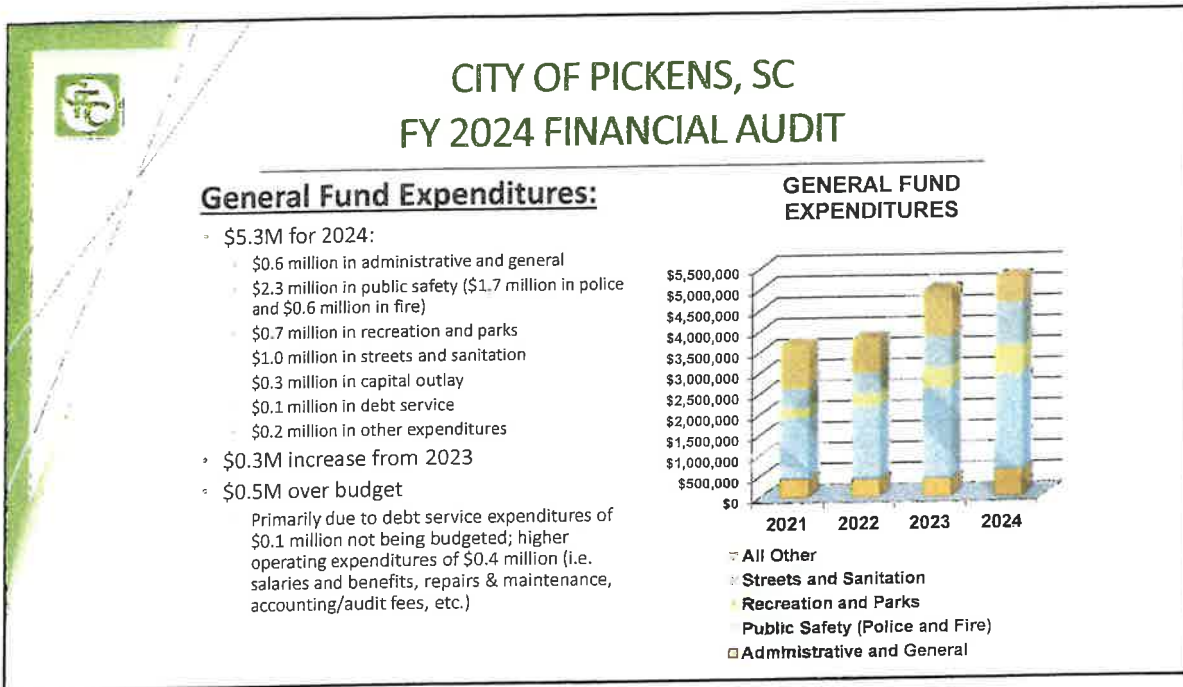 CITY OF PICKENS, SC
FY 2024 FINANCIAL AUDIT
General Fund Expenditures:
$5.3M for 2024:
$0.6 million in administrative and general
$2.3 million in public safety ($1.7 million in police
and $0.6 million in fire)
$0.7 million in recreation and parks
$1.0 million in streets and sanitation
$0.3 million in capital outlay
$0.1 million in debt service
$0.2 million in other expenditures
$0.3M increase from 2023
$0.5M over budget
Primarily due to debt service expenditures of
$0.1 million not being budgeted; higher
operating expenditures of $0.4 million (i.e.
salaries and benefits, repairs & maintenance,
accounting/audit fees, etc.)
GENERAL FUND
EXPENDITURES
$5,500,000
$5,000,000
$4,500,000
$4,000,000
$3,500,000
$3,000,000
$2,500,000
$2,000,000
$1,500,000
$1,000,000
$500,000
$0
2021 2022 2023 2024
All Other
Streets and Sanitation
Recreation and Parks
Public Safety (Police and Fire)
Administrative and General